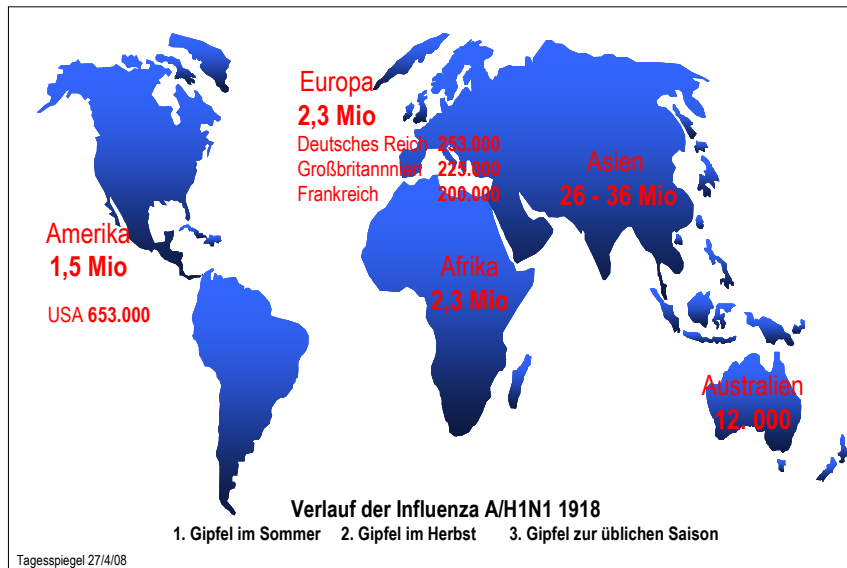 Europa
2,3 Mio
Deutsches Reich 253.000
Großbritannnien 225.000
Frankreich 200.000
Asien
26 - 36 Mio
Amerika
1,5 Mio
USA 653.000
Afrika
2,3 Mio
Australien
12. 000
Verlauf der Influenza A/H1N1 1918
1. Gipfel im Sommer 2. Gipfel im Herbst 3. Gipfel zur üblichen Saison
Tagesspiegel 27/4/08